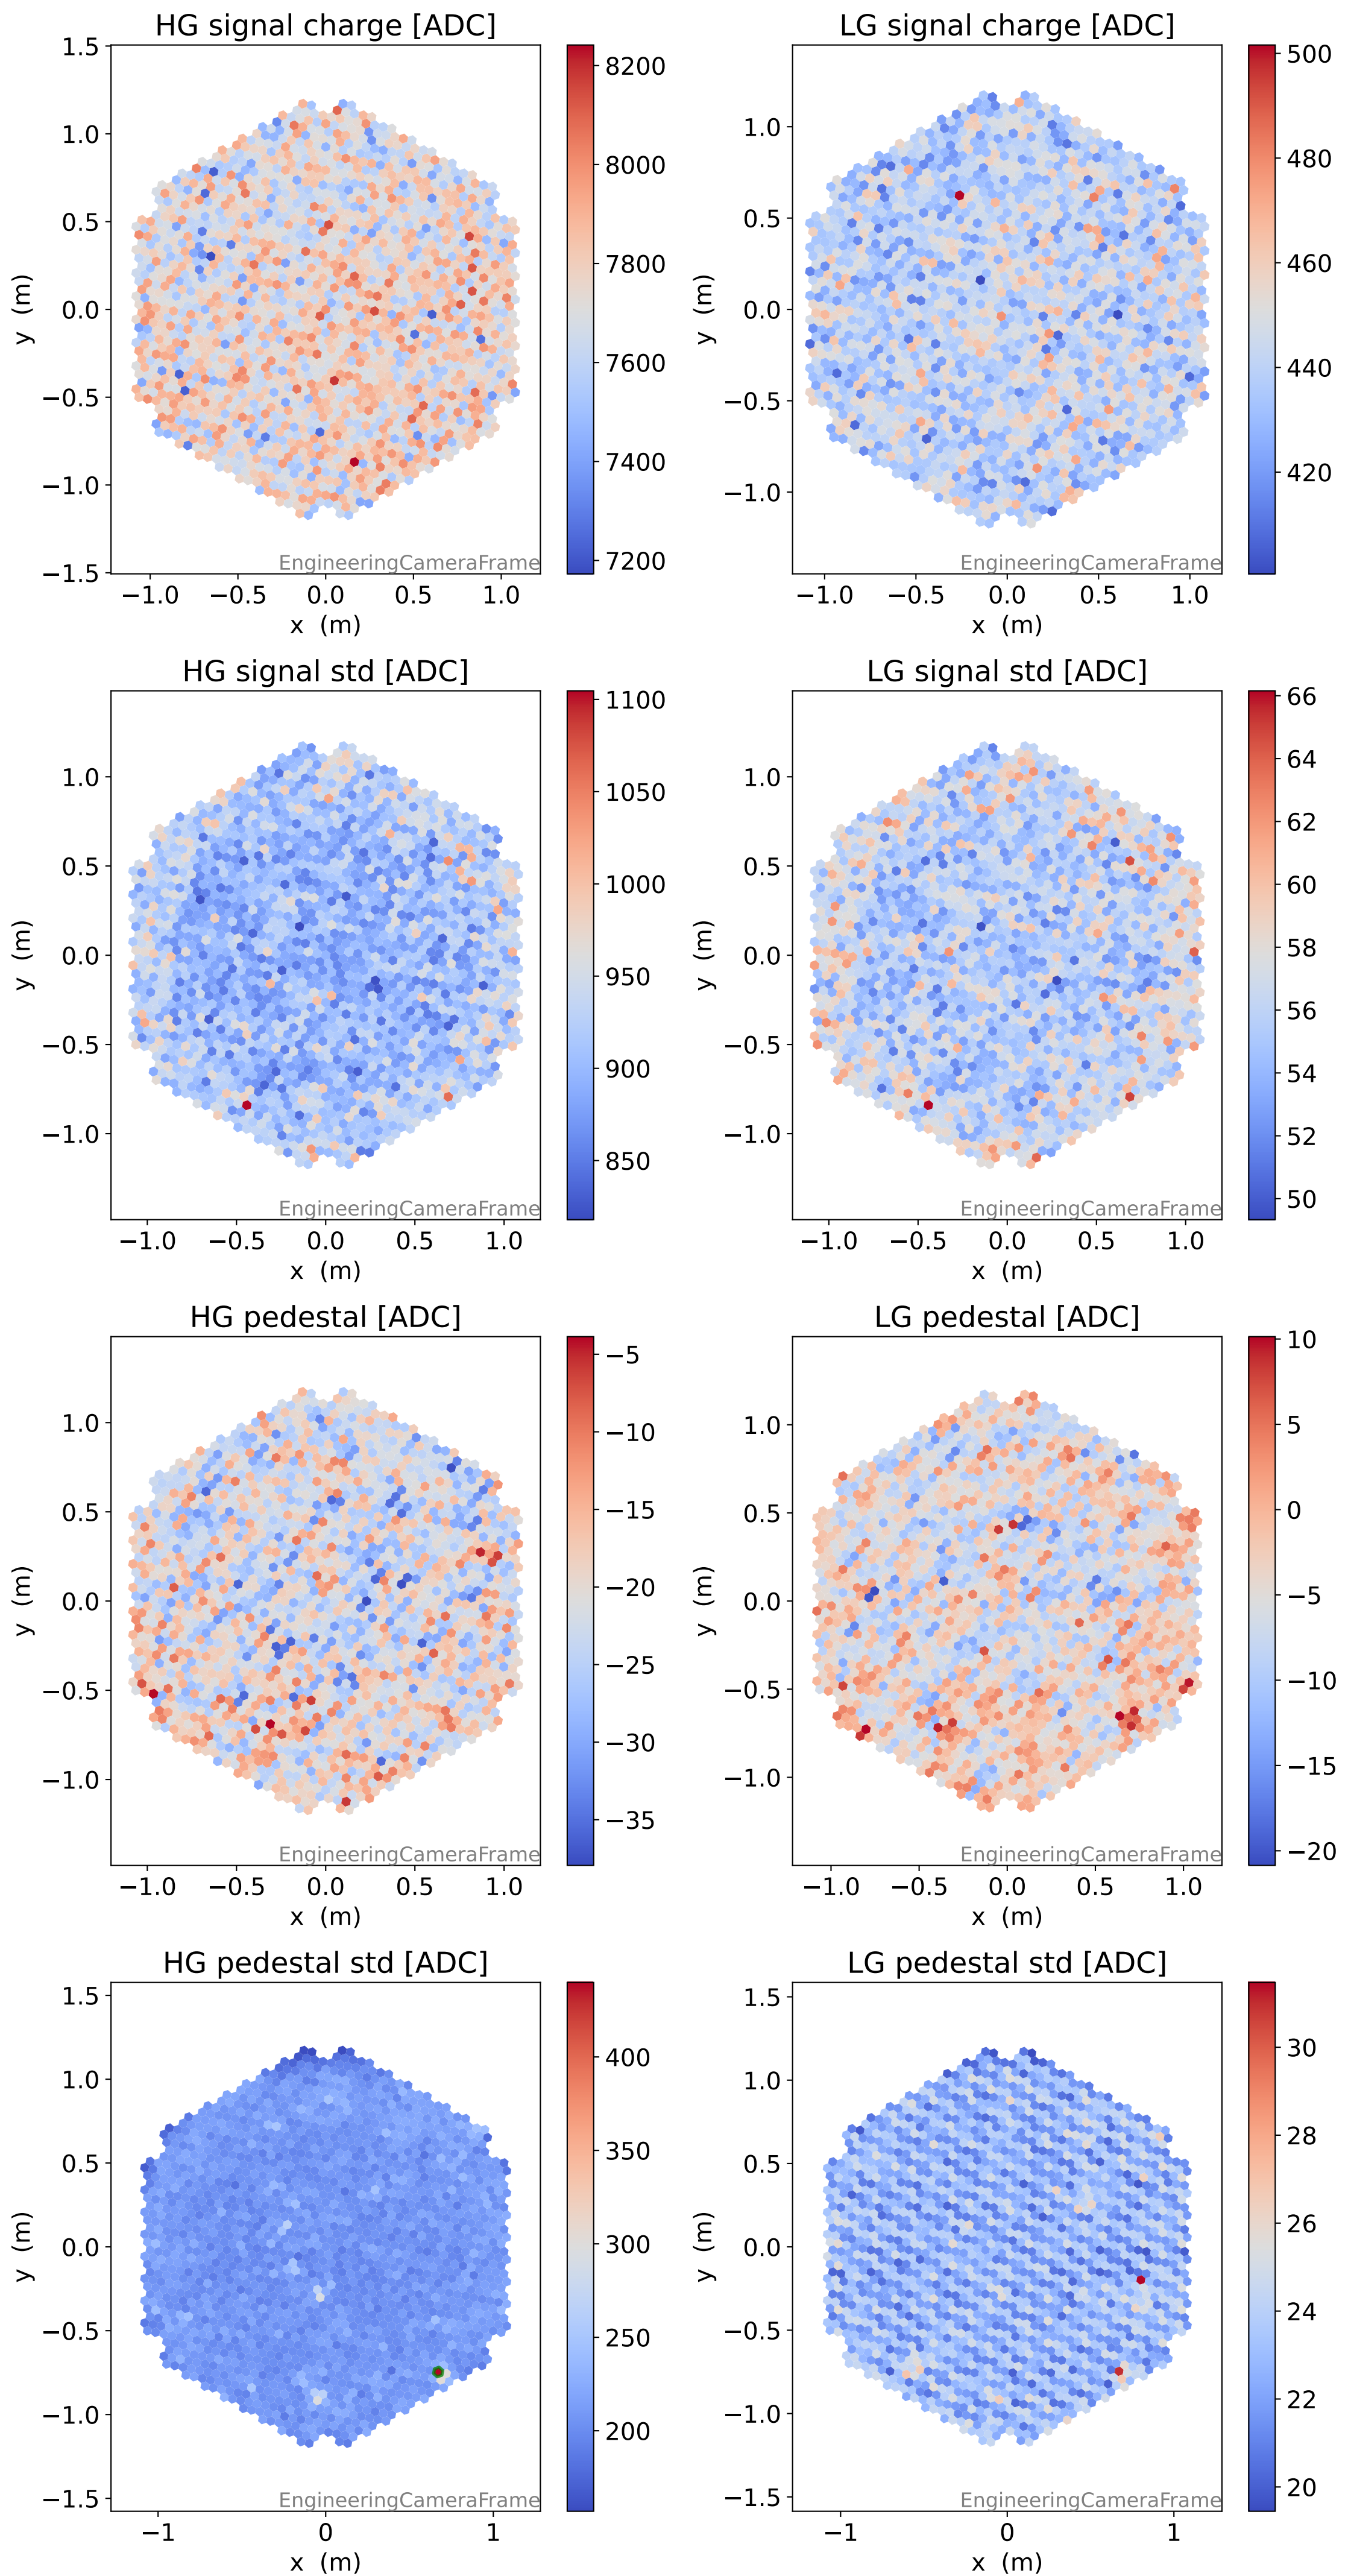 HG signal charge [ADC]
1.5
1.0
0.5
0.0
−0.5
−1.0
−1.5
y (m)
−1.0 −0.5 0.0 0.5 1.0
x (m)
EngineeringCameraFrame
8200
8000
7800
7600
7400
7200
LG signal charge [ADC]
1.0
0.5
0.0
−0.5
−1.0
y (m)
−1.0 −0.5 0.0 0.5 1.0
x (m)
EngineeringCameraFrame
500
480
460
440
420
HG signal std [ADC]
1.0
0.5
0.0
−0.5
−1.0
y (m)
−1.0 −0.5 0.0 0.5 1.0
x (m)
EngineeringCameraFrame
1100
1050
1000
950
900
850
LG signal std [ADC]
1.0
0.5
0.0
−0.5
−1.0
y (m)
−1.0 −0.5 0.0 0.5 1.0
x (m)
EngineeringCameraFrame
66
64
62
60
58
56
54
52
50
HG pedestal [ADC]
1.0
0.5
0.0
−0.5
−1.0
y (m)
−1.0 −0.5 0.0 0.5 1.0
x (m)
EngineeringCameraFrame
−5
−10
−15
−20
−25
−30
−35
LG pedestal [ADC]
1.0
0.5
0.0
−0.5
−1.0
y (m)
−1.0 −0.5 0.0 0.5 1.0
x (m)
EngineeringCameraFrame
10
5
0
−5
−10
−15
−20
HG pedestal std [ADC]
1.5
1.0
0.5
0.0
−0.5
−1.0
−1.5
y (m)
−1 0 1
x (m)
EngineeringCameraFrame
400
350
300
250
200
LG pedestal std [ADC]
1.5
1.0
0.5
0.0
−0.5
−1.0
−1.5
y (m)
−1 0 1
x (m)
EngineeringCameraFrame
30
28
26
24
22
20